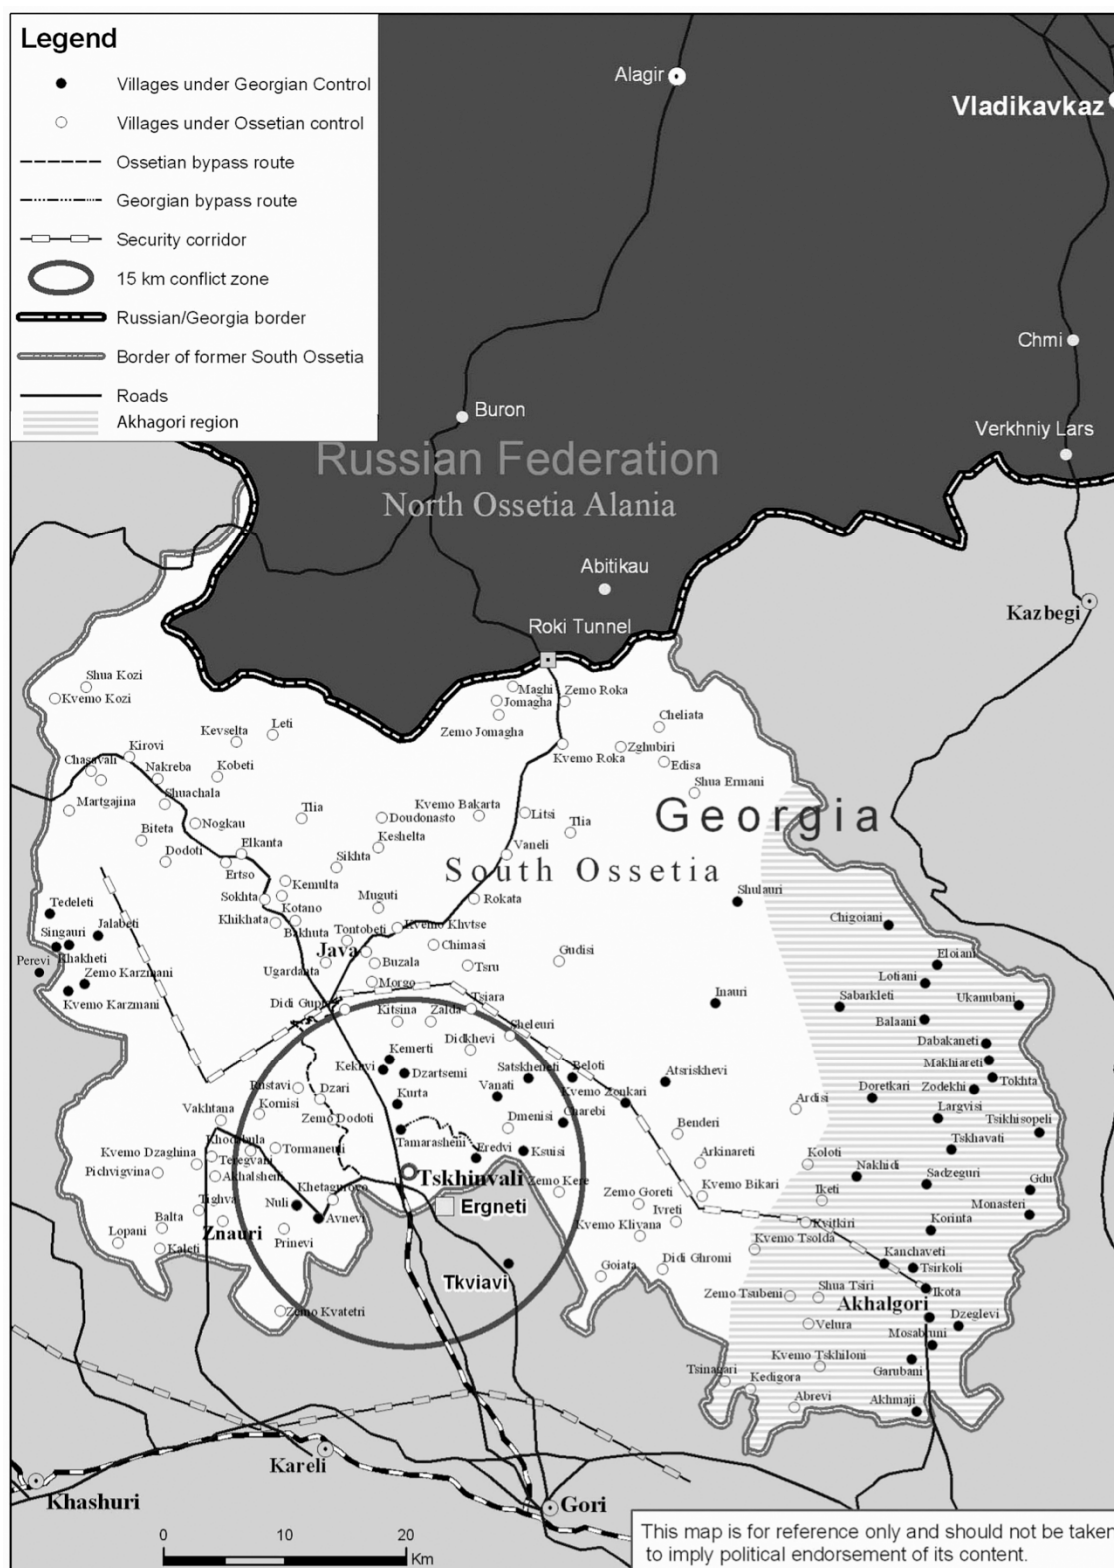 Legend
Villages under Georgian Control
Villages under Ossetian control
Ossetian bypass route
Georgian bypass route
Security corridor
15 km conflict zone
Russian/Georgia border
Border of former South Ossetia
Roads
Akhagori region
Alagir
Vladikavkaz
Chmi
Buron
Verkhniy Lars
Russian Federation
North Ossetia Alania
Abitikau
Kazbegi
Roki Tunnel
Shua Kozi
Kvemo Kozi
Maghi
Zemo Roka
Jomagha
Zemo Jomagha
Cheliata
Leti
Kevselta
Kirovi
Kvemo Roka
Zghubiri
Edisa
Chasavali
Nakreba
Kobeti
Shua Ermani
Martgajina
Shuachala
Tlia
Doudonasto
Kvemo Bakarta
Litsi
Georgia
Biteta
Nogkau
Tlia
Keshelta
Vaneli
Dodoti
Elkanta
Ertso
Sikhta
South Ossetia
Kemulta
Sokhta
Muguti
Rokata
Shulauri
Tedeleti
Kotano
Khikhata
Chigoiani
Singauri
Jalabeti
Bakhuta
Tontobeti
Kvemo Khvtse
Java
Chimasi
Gudisi
Eloiani
Perevi
Khakheti
Zemo Karzmani
Ugardanta
Buzala
Tsru
Lotiani
Kvemo Karzmani
Morgo
Inauri
Sabarkleti
Ukanubani
Didi Gupta
Tsiara
Balaani
Kitsina
Zalda
Sheleuri
Dabakaneti
Didkhevi
Makhiareti
Kemerti
Kekhvi
Dzartsemi
Satskheneti
Beloti
Atsriskhevi
Tokhta
Rustavi
Dzari
Kurta
Vanati
Kvemo Zonkari
Doretkari
Zodekhi
Kornisi
Ardisi
Largvisi
Vakhtana
Zemo Dodoti
Dmenisi
Charebi
Benderi
Tsikhisopeli
Tamarasheni
Khodabula
Tormaneuli
Eredvi
Ksuisi
Arkinareti
Tskhavati
Kvemo Dzaghina
Teregvani
Koloti
Nakhidi
Pichvigvina
Akhalsheni
Tskhinvali
Sadzeguri
Gdu
Khetagurovo
Zemo Kere
Kvemo Bikari
Iketi
Monasteri
Tighva
Nuli
Ergneti
Zemo Goreti
Ivreti
Balta
Znauri
Avnevi
Kvemo Kliyana
Kvitkiri
Korinta
Lopani
Kaleti
Prinevi
Kvemo Tsolda
Kanchaveti
Didi Ghromi
Tsirkoli
Tkviavi
Goiata
Shua Tsiri
Ikota
Zemo Tsubeni
Akhalgori
Zemo Kvatetri
Velura
Dzeglevi
Mosabruni
Kvemo Tskhiloni
Tsinagari
Garubani
Kedigora
Abrevi
Akhmaji
Kareli
Khashuri
Gori
0 10 20
Km
This map is for reference only and should not be taken
to imply political endorsement of its content.